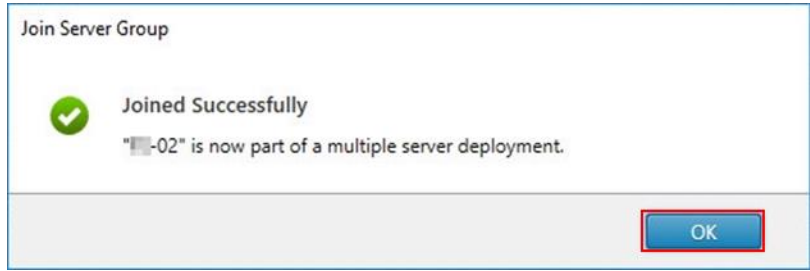 Join Server Group
Joined Successfully
"-02" is now part of a multiple server deployment.
OK